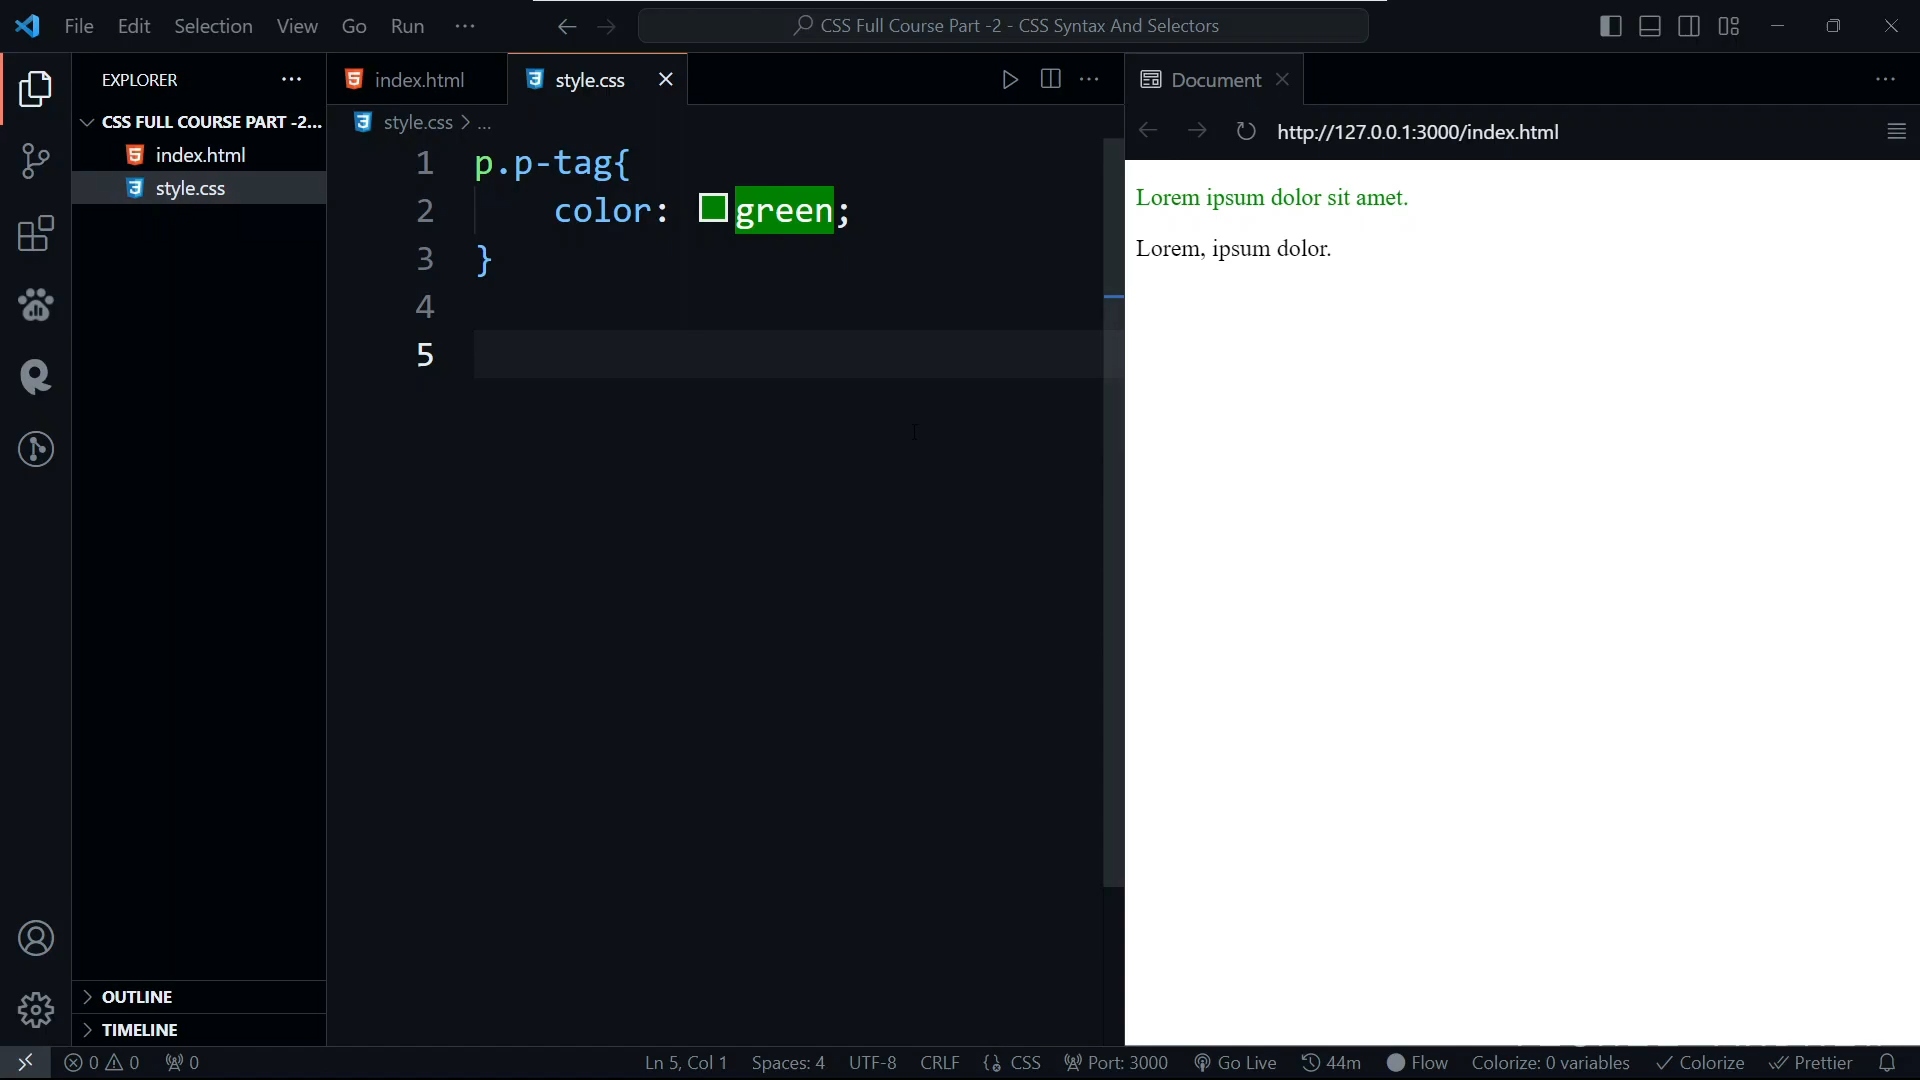 File Edit Selection View Go Run ... CSS Full Course Part -2 - CSS Syntax And Selectors
EXPLORER
CSS FULL COURSE PART -2...
index.html
style.css
OUTLINE
TIMELINE
index.html style.css
style.css > ...
1 p.p-tag{
2 color: green;
3 }
4
5
Document
http://127.0.0.1:3000/index.html
Lorem ipsum dolor sit amet.
Lorem, ipsum dolor.
0 0 0 Ln 5, Col 1 Spaces: 4 UTF-8 CRLF {} CSS Port: 3000 Go Live 44m Flow Colorize: 0 variables Colorize Prettier